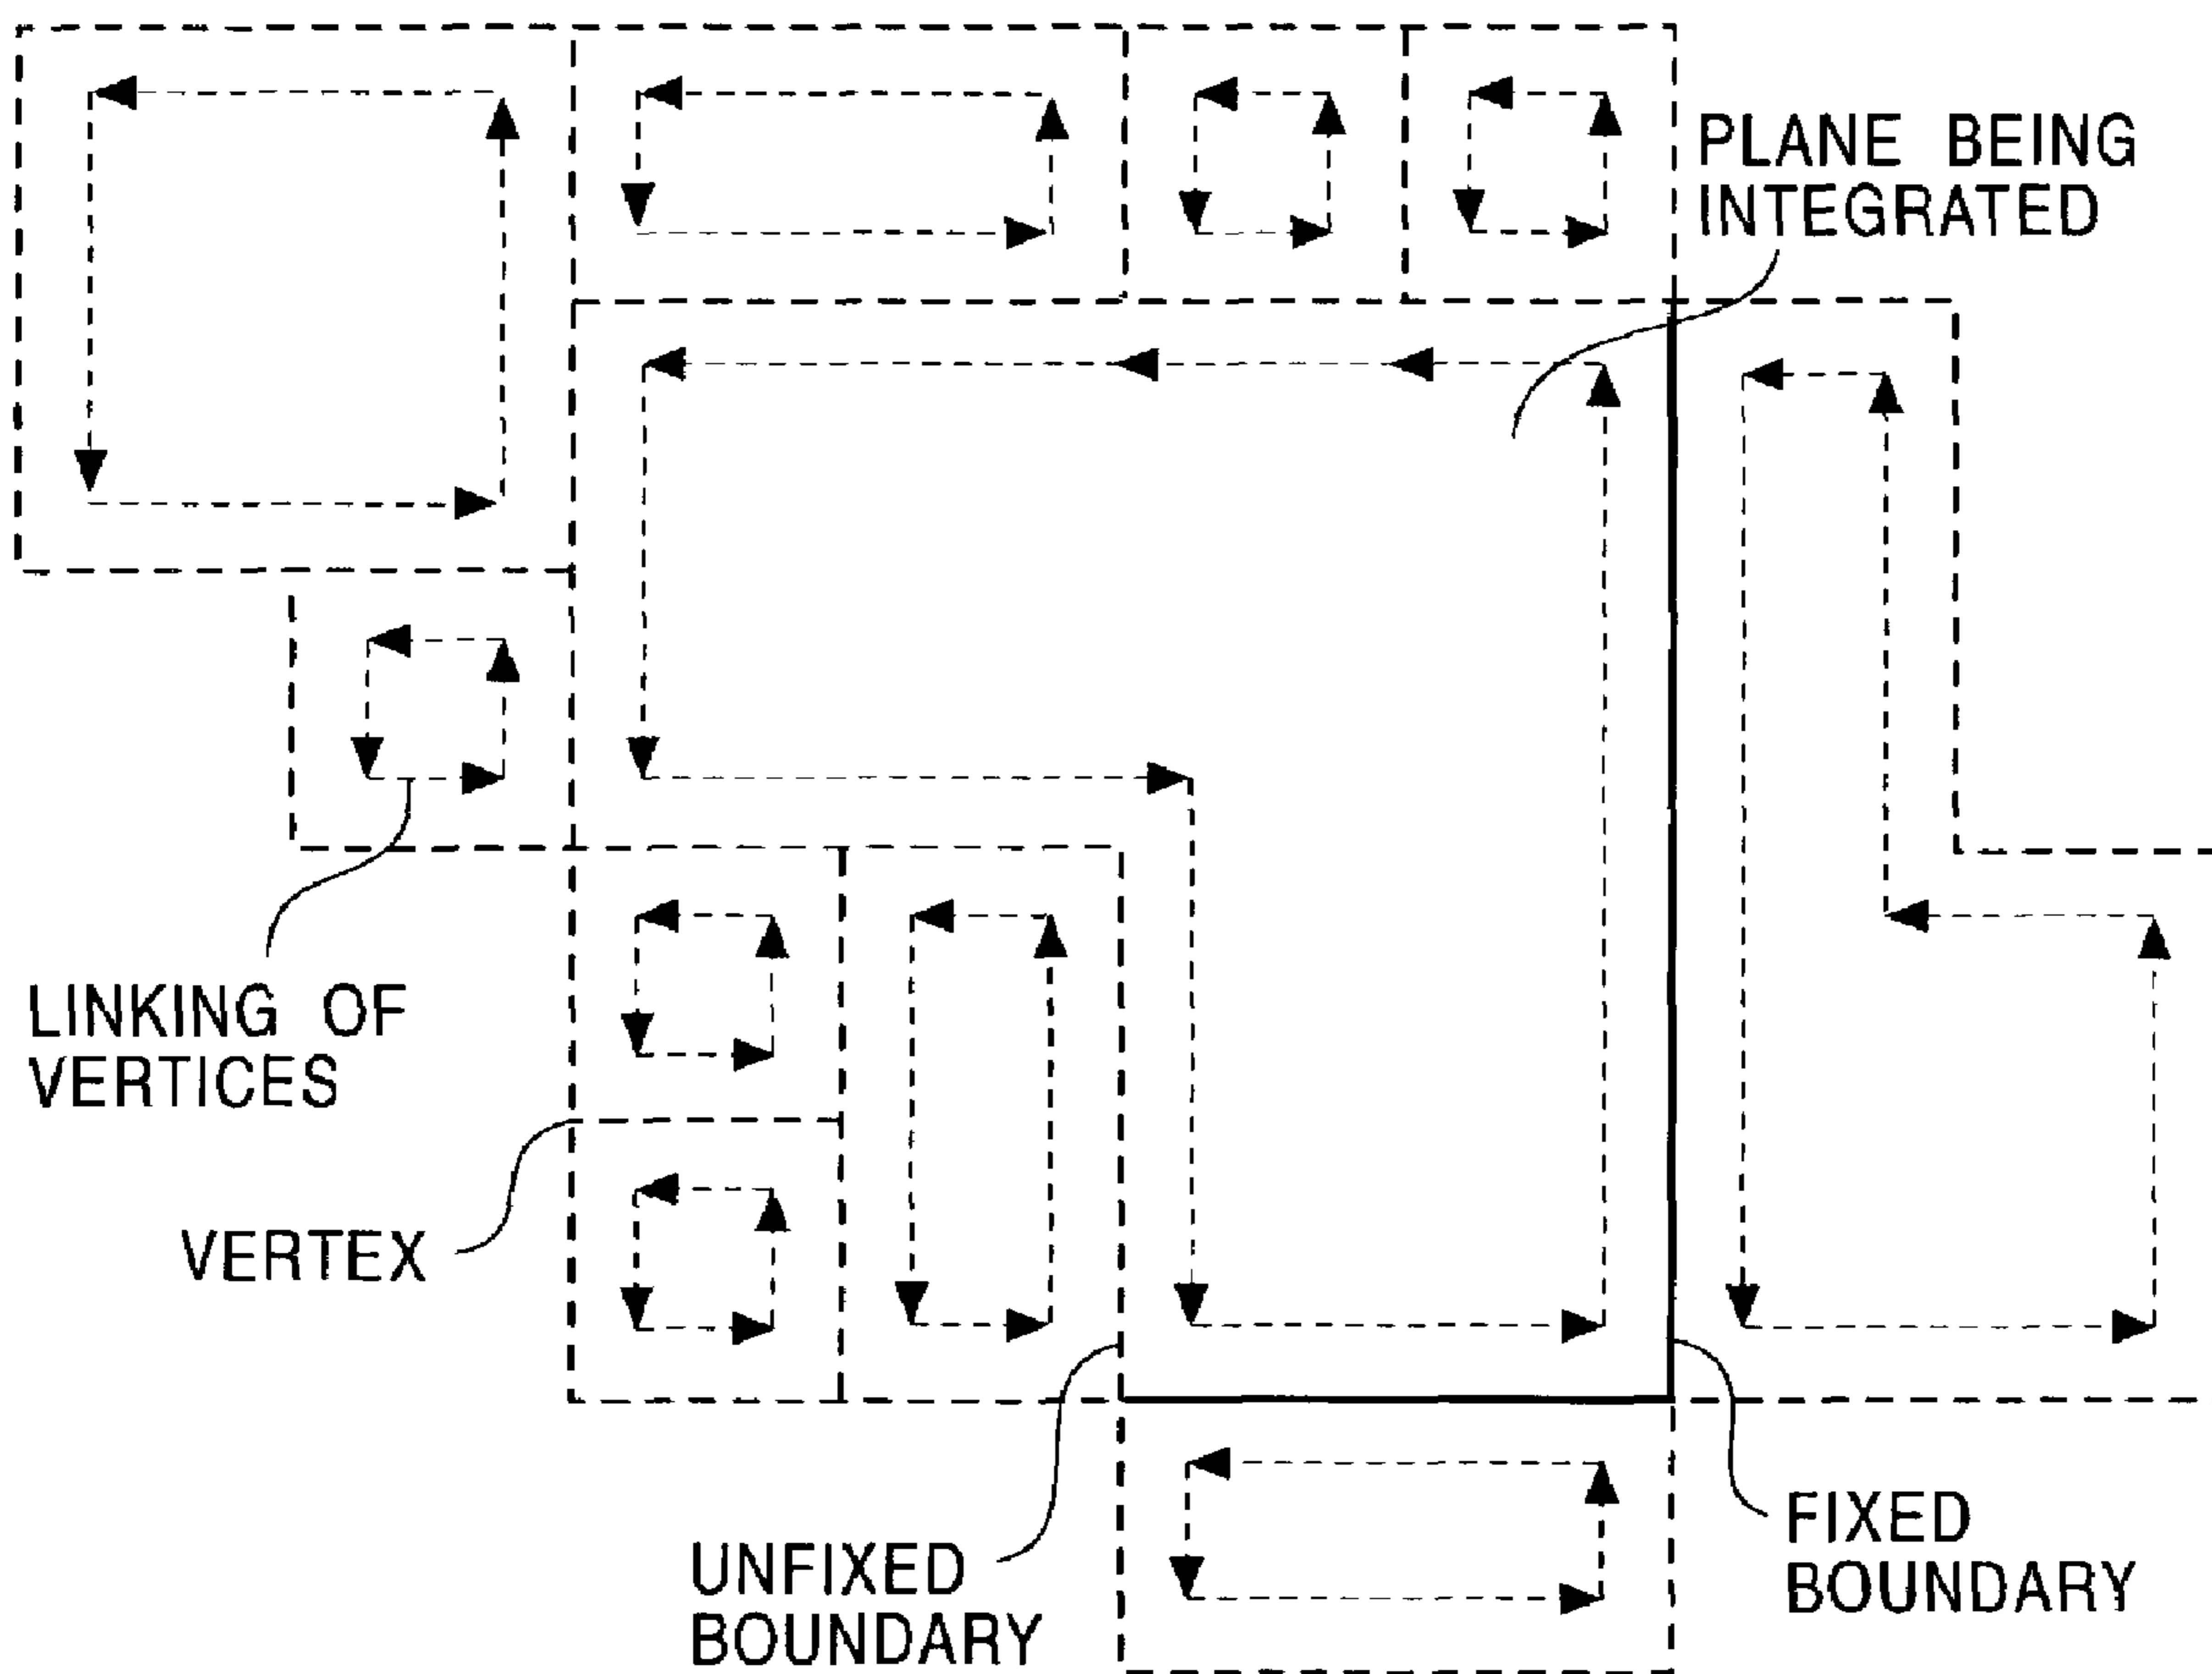 PLANE BEING
INTEGRATED
LINKING OF
VERTICES
VERTEX
UNFIXED
BOUNDARY
FIXED
BOUNDARY